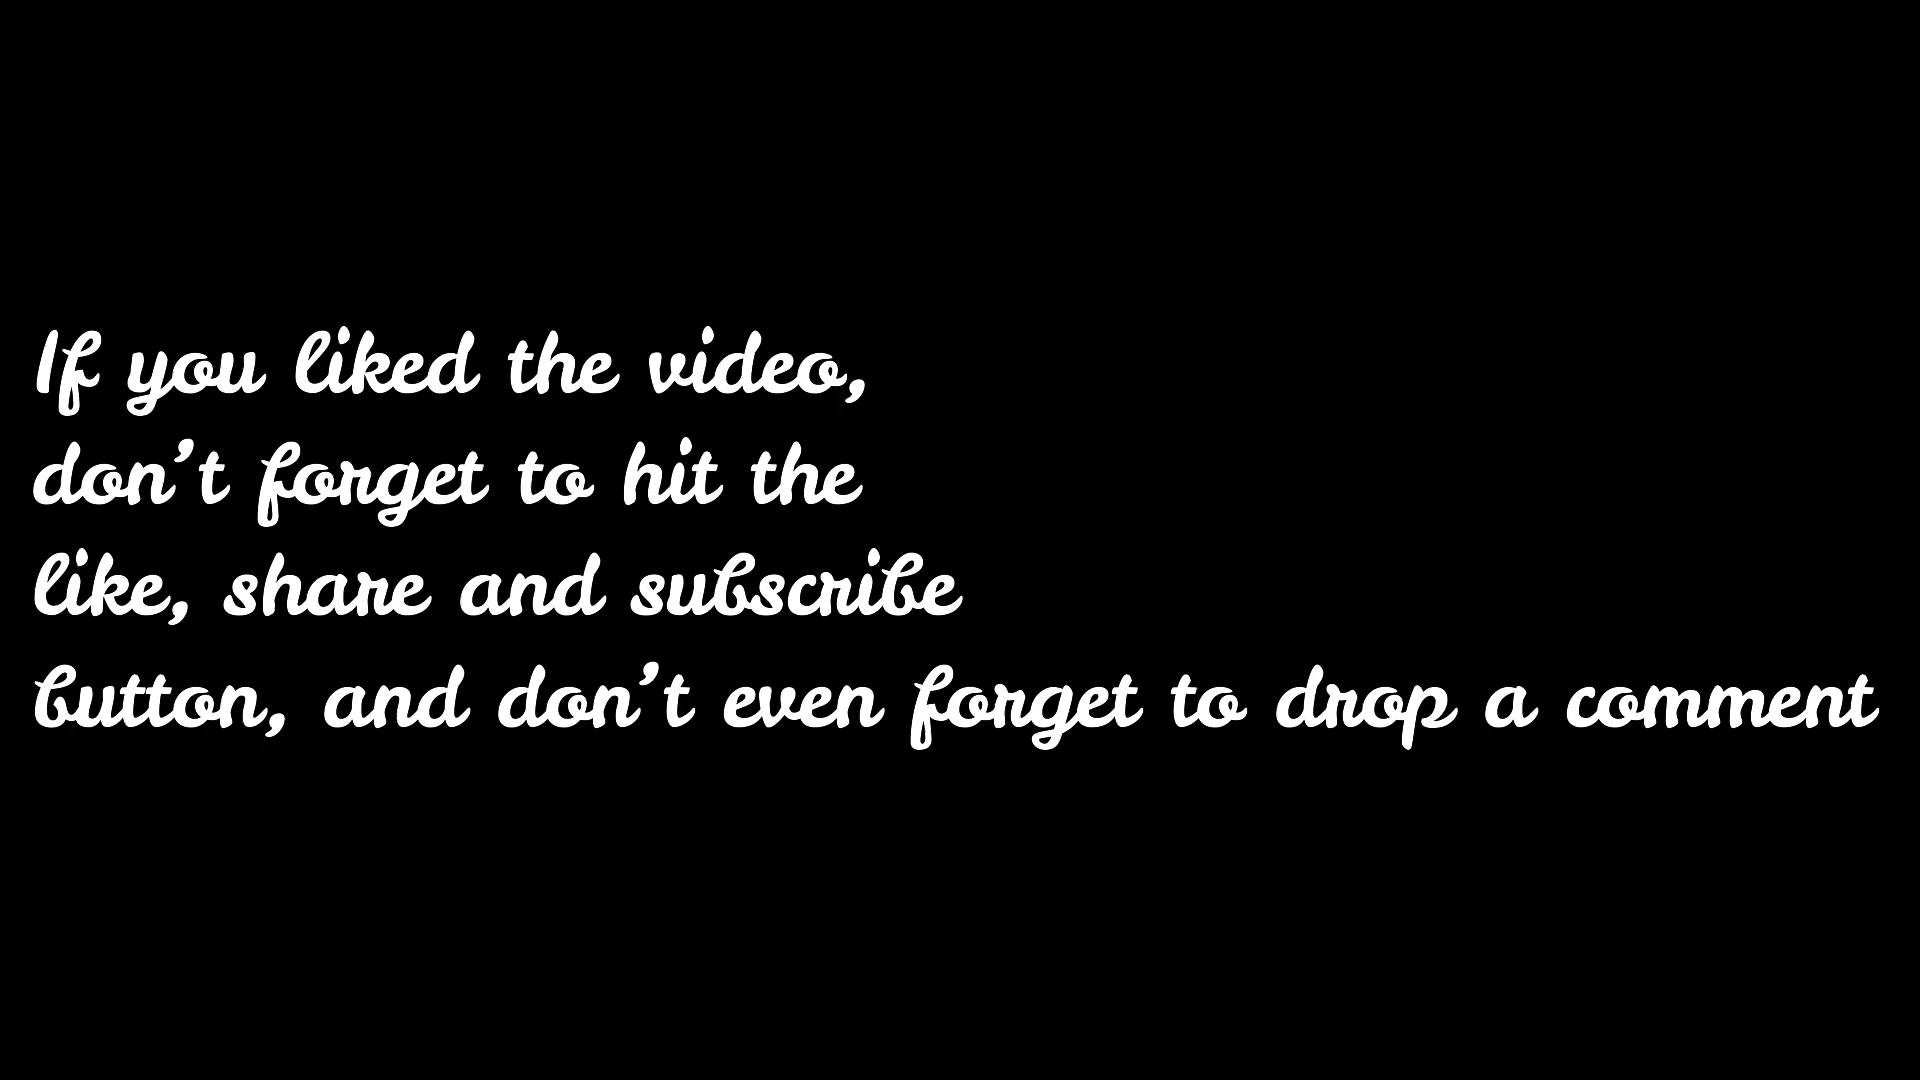 If you liked the video,
don’t forget to hit the
like, share and subscribe
button, and don’t even forget to drop a comment